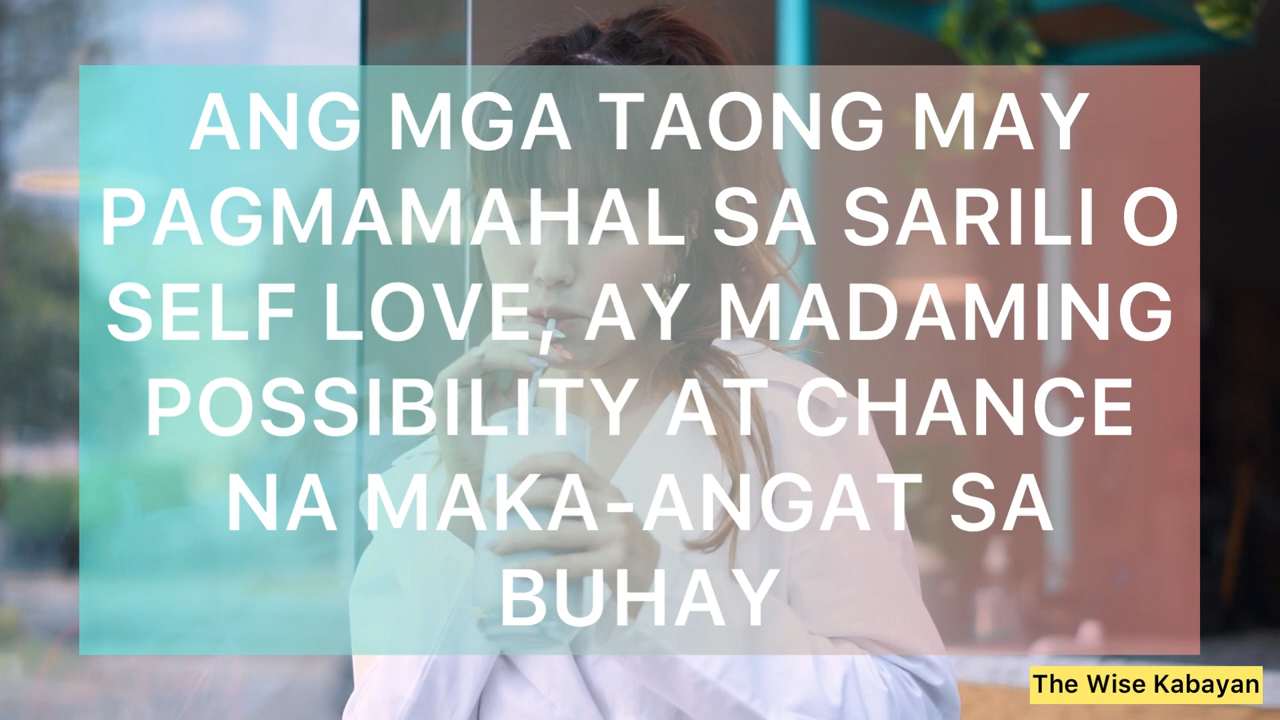 ANG MGA TAONG MAY
PAGMAMAHAL SA SARILI O
SELF LOVE, AY MADAMING
POSSIBILITY AT CHANCE
NA MAKA-ANGAT SA
BUHAY
The Wise Kabayan